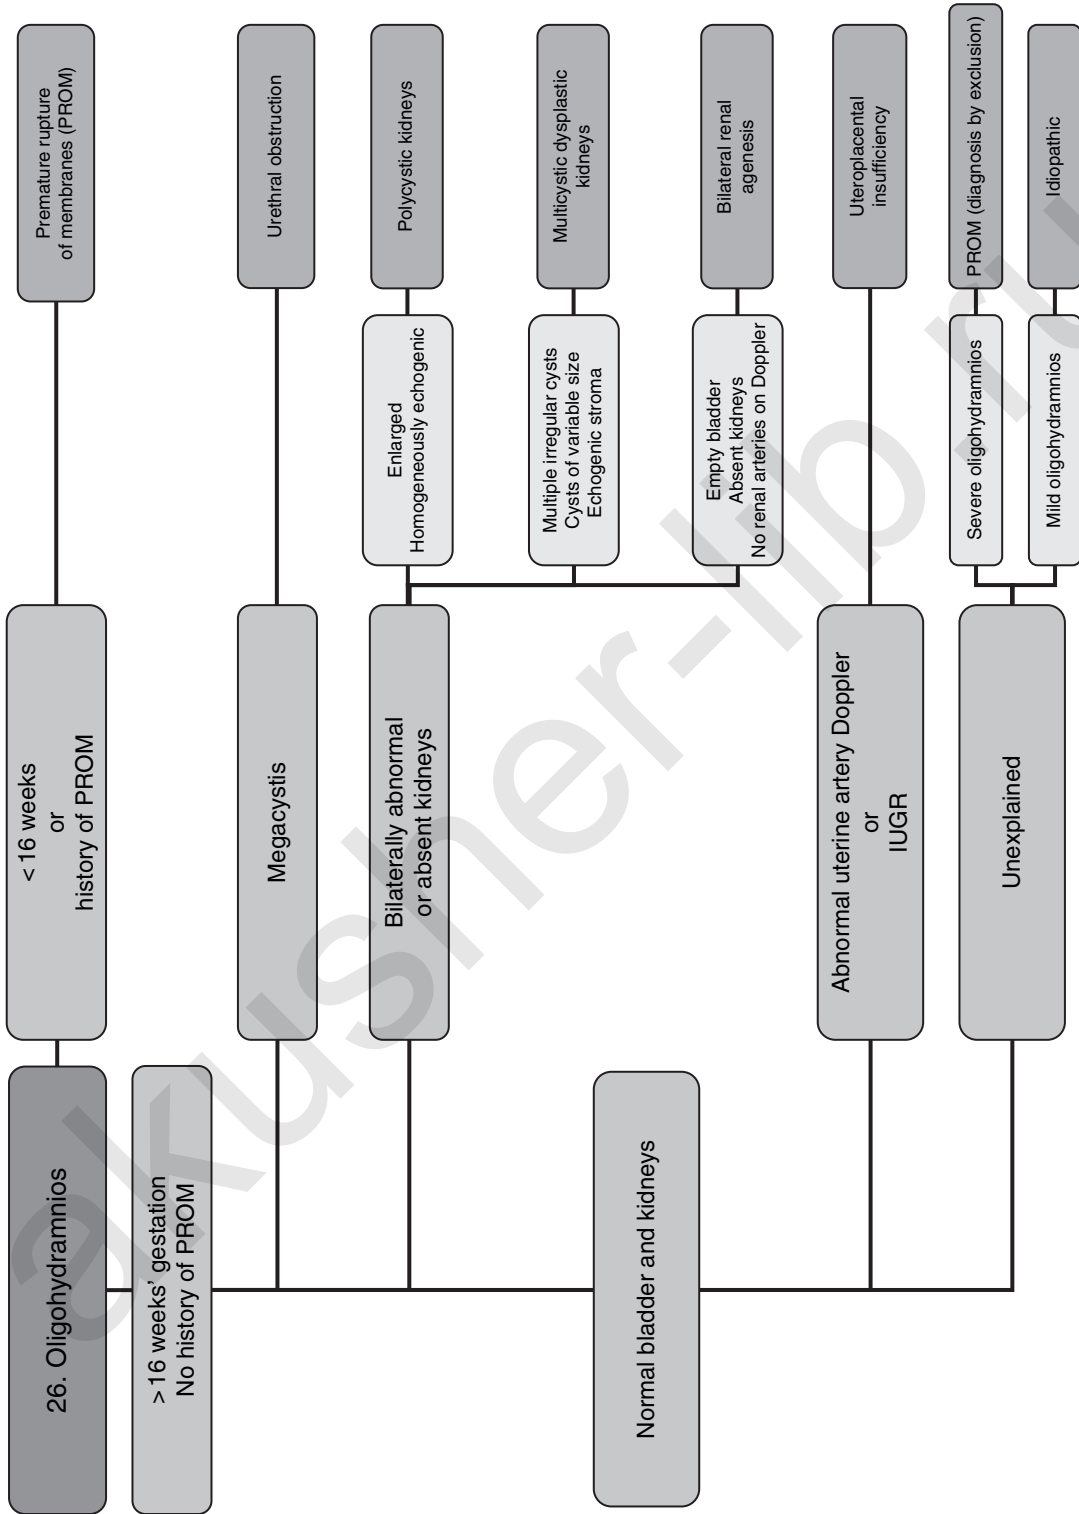 26. Oligohydramnios
< 16 weeks
or
history of PROM
Premature rupture
of membranes (PROM)
> 16 weeks’ gestation
No history of PROM
Megacystis
Urethral obstruction
Bilaterally abnormal
or absent kidneys
Enlarged
Homogeneously echogenic
Polycystic kidneys
Multiple irregular cysts
Cysts of variable size
Echogenic stroma
Multicystic dysplastic
kidneys
Empty bladder
Absent kidneys
No renal arteries on Doppler
Bilateral renal
agenesis
Normal bladder and kidneys
Abnormal uterine artery Doppler
or
IUGR
Uteroplacental
insufficiency
Unexplained
Severe oligohydramnios
PROM (diagnosis by exclusion)
Mild oligohydramnios
Idiopathic
akusher-lib.ru